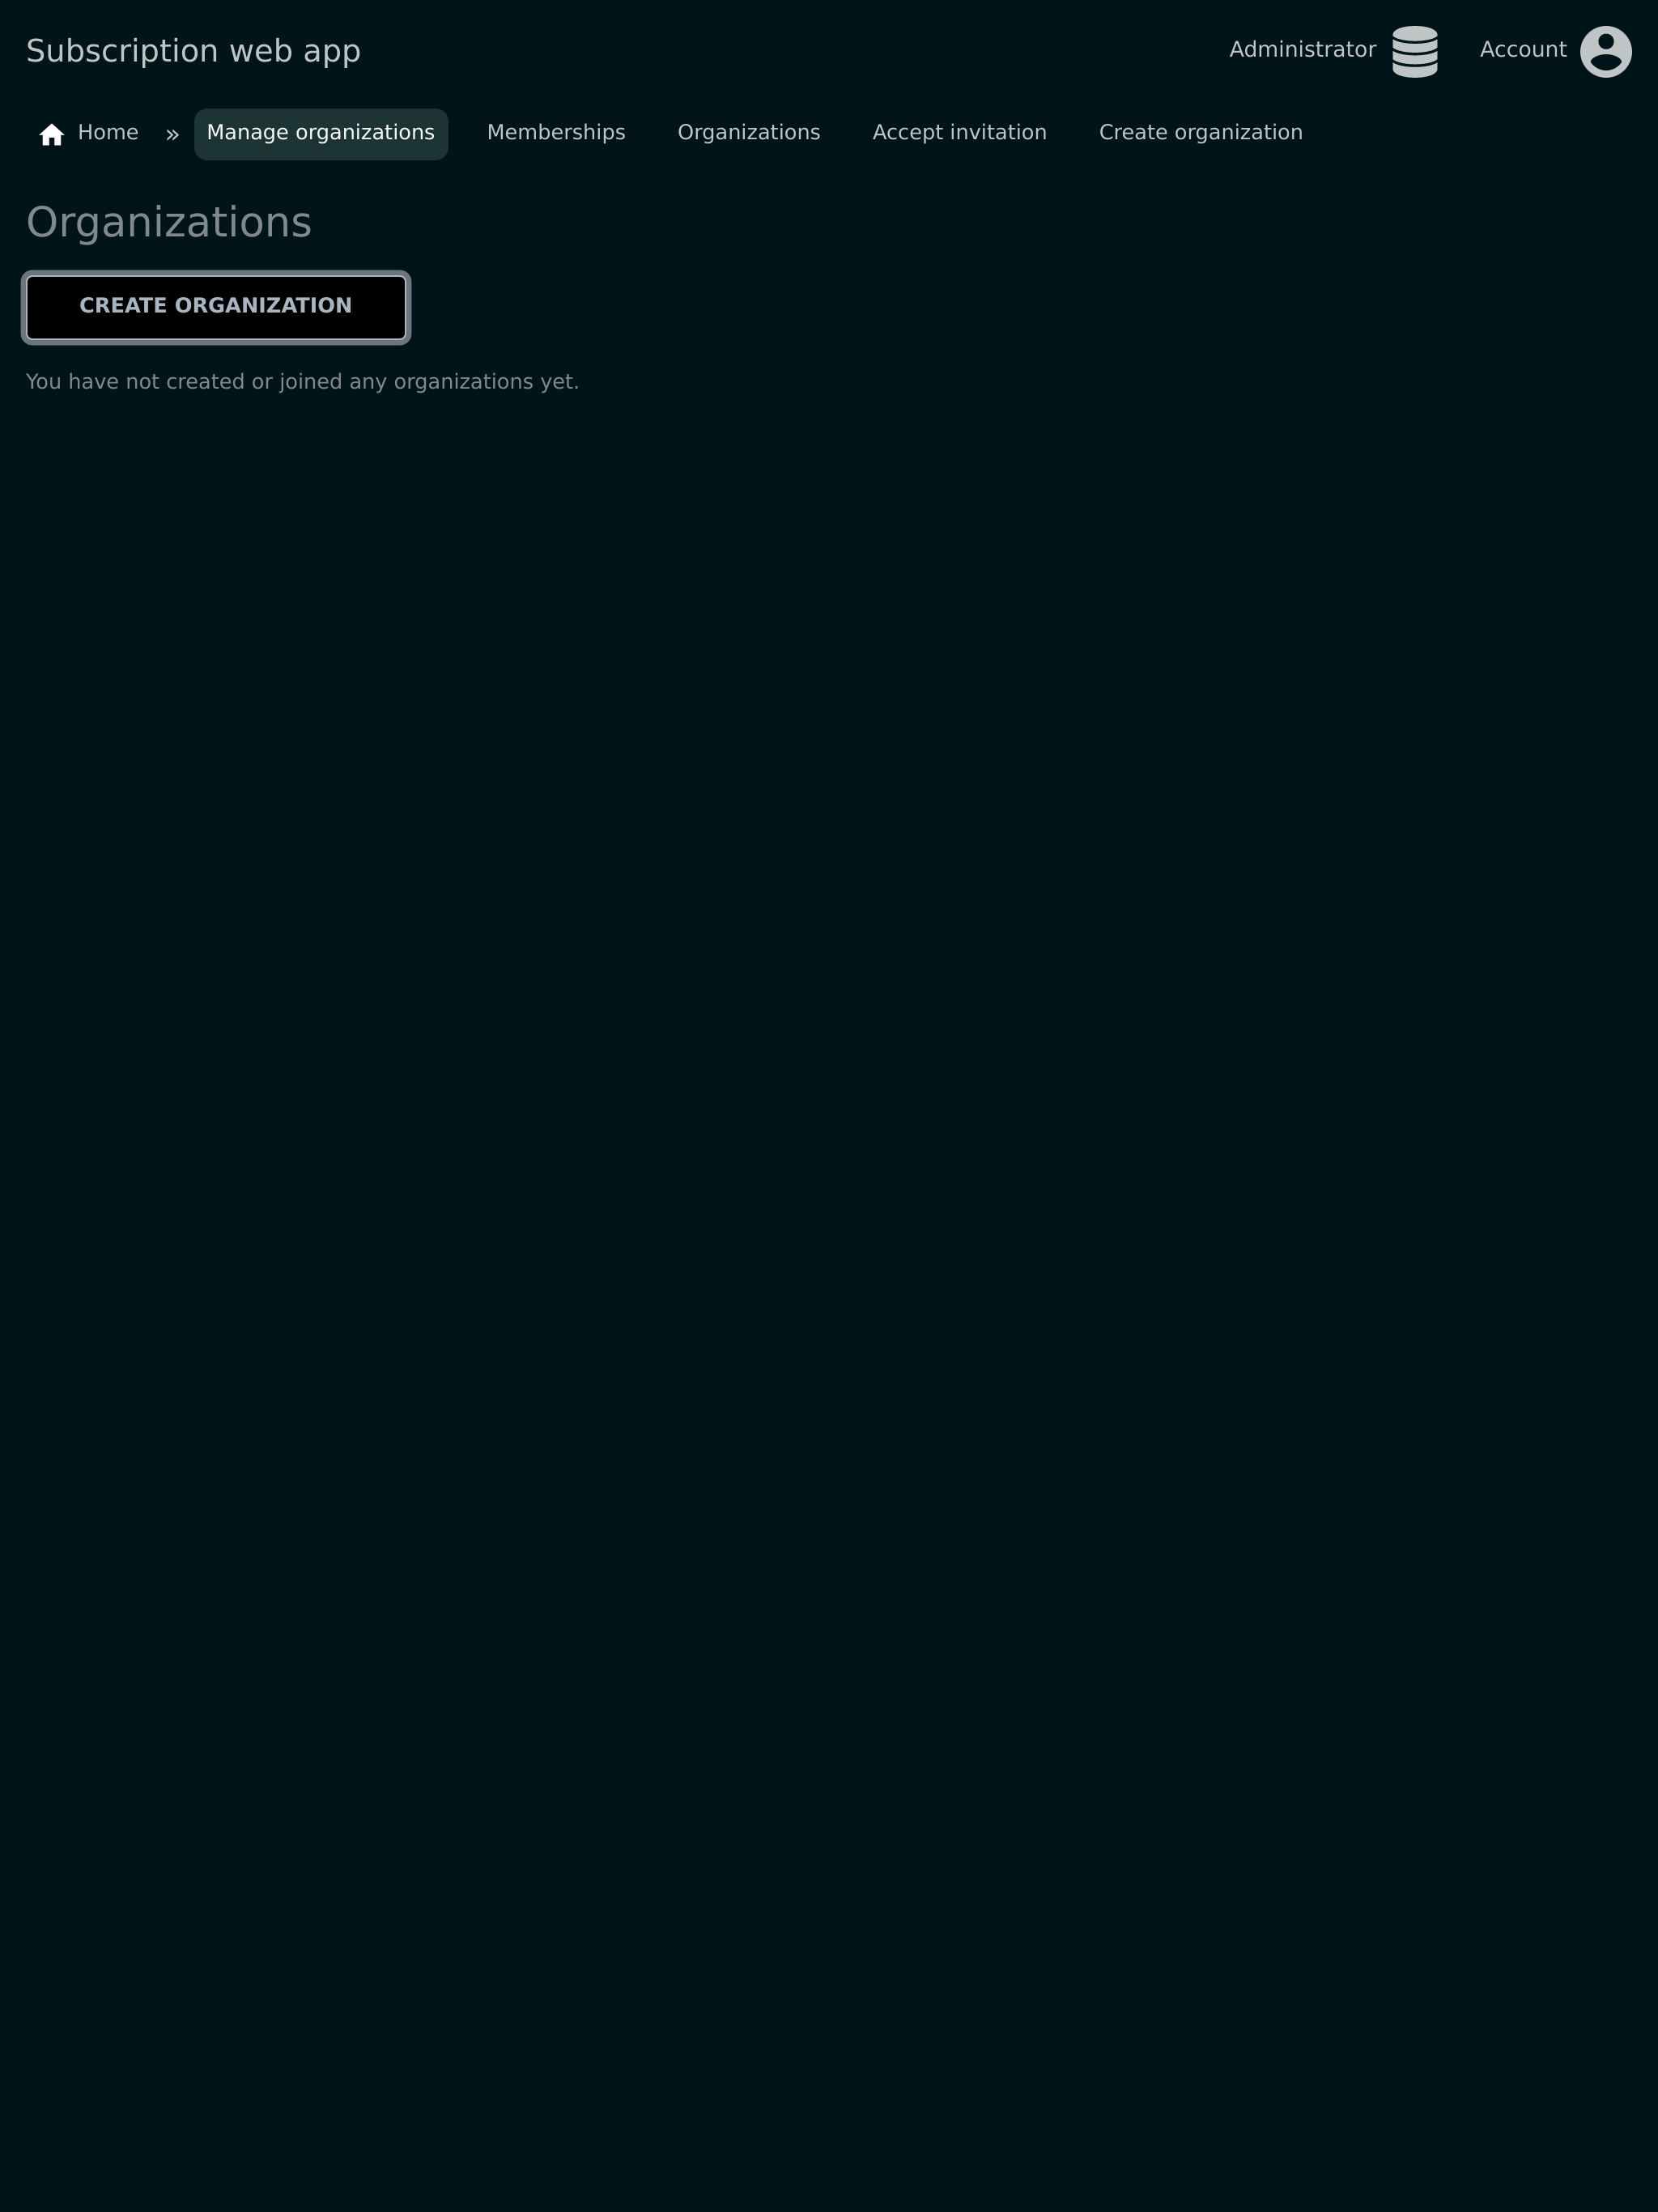 Subscription web app
Administrator
Account
Home » Manage organizations Memberships Organizations Accept invitation Create organization
Organizations
CREATE ORGANIZATION
You have not created or joined any organizations yet.